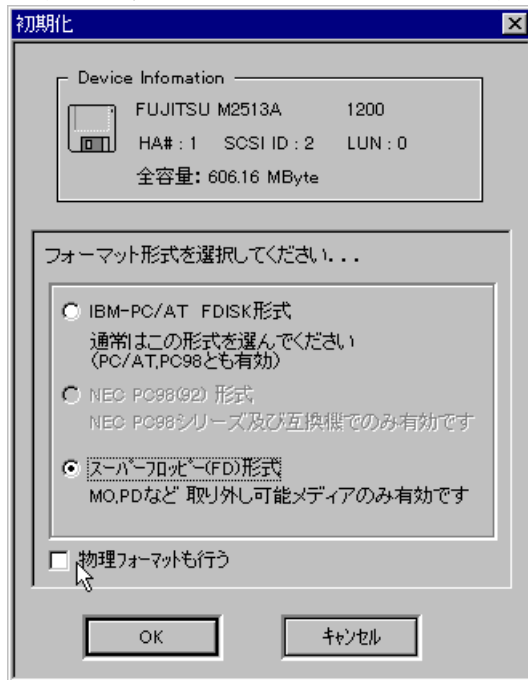 初期化
Device Infomation
FUJITSU M2513A 1200
HA# : 1 SCSI ID : 2 LUN : 0
全容量: 606.16 MByte
フォーマット形式を選択してください...
IBM-PC/AT FDISK形式
通常はこの形式を選んでください
(PC/AT,PC98とも有効)
NEC PC98(92) 形式
NEC PC98シリーズ及び互換機でのみ有効です
スーパーフロッピー(FD)形式
MO,PDなど 取り外し可能メディアのみ有効です
物理フォーマットも行う
OK
キャンセル